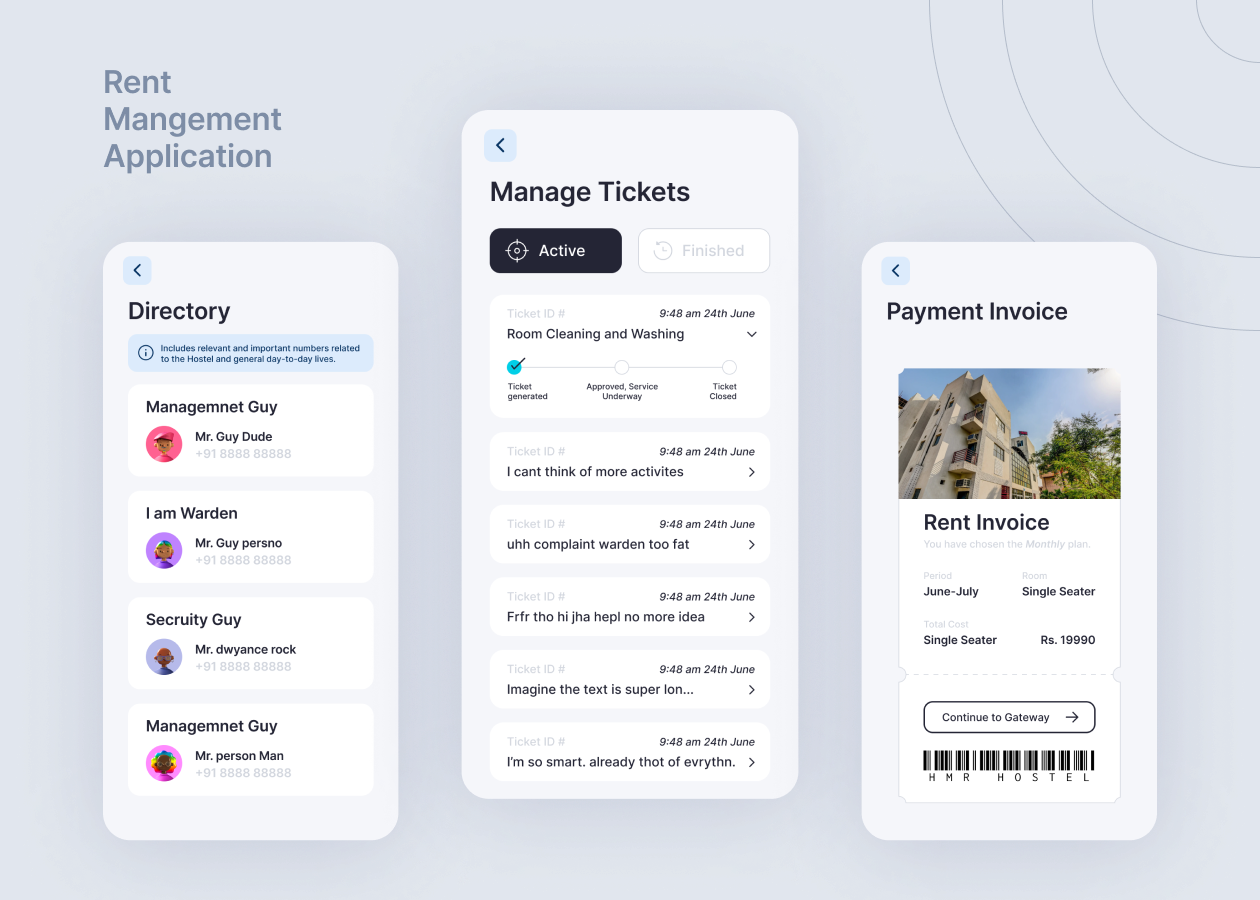 Rent
Mangement
Application
Directory
Includes relevant and important numbers related
to the Hostel and general day-to-day lives.
Managemnet Guy
Mr. Guy Dude
+91 8888 88888
I am Warden
Mr. Guy persno
+91 8888 88888
Secruity Guy
Mr. dwyance rock
+91 8888 88888
Managemnet Guy
Mr. person Man
+91 8888 88888
Manage Tickets
Active
Finished
Ticket ID #
9:48 am 24th June
Room Cleaning and Washing
Ticket
generated
Approved, Service
Underway
Ticket
Closed
Ticket ID #
9:48 am 24th June
I cant think of more activites
Ticket ID #
9:48 am 24th June
uhh complaint warden too fat
Ticket ID #
9:48 am 24th June
Frfr tho hi jha hepl no more idea
Ticket ID #
9:48 am 24th June
Imagine the text is super lon...
Ticket ID #
9:48 am 24th June
I'm so smart. already thot of evrythn.
Payment Invoice
Rent Invoice
You have chosen the Monthly plan.
Period
Room
June-July
Single Seater
Total Cost
Single Seater
Rs. 19990
Continue to Gateway
HMR HOSTEL